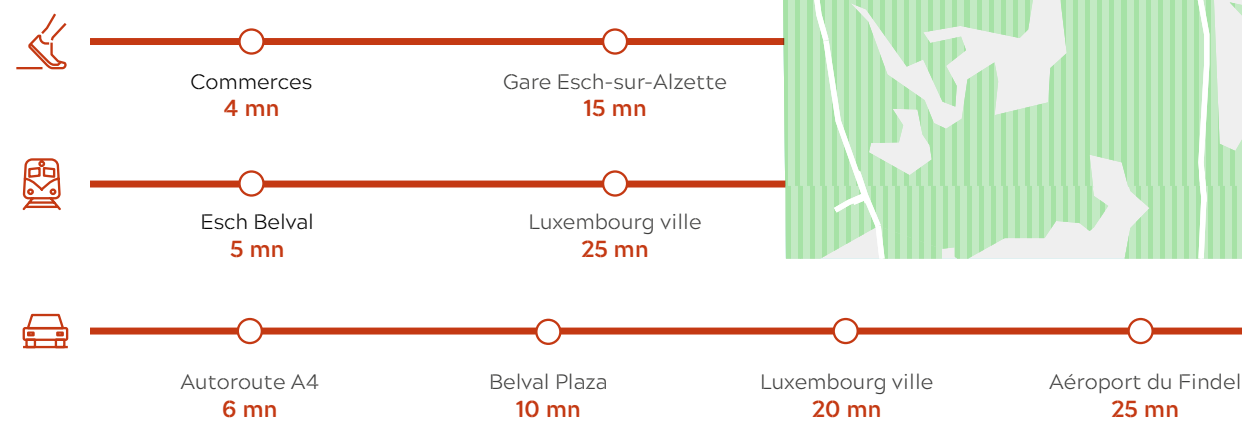 Commerces
4 mn
Gare Esch-sur-Alzette
15 mn
Esch Belval
5 mn
Luxembourg ville
25 mn
Autoroute A4
6 mn
Belval Plaza
10 mn
Luxembourg ville
20 mn
Aéroport du Findel
25 mn